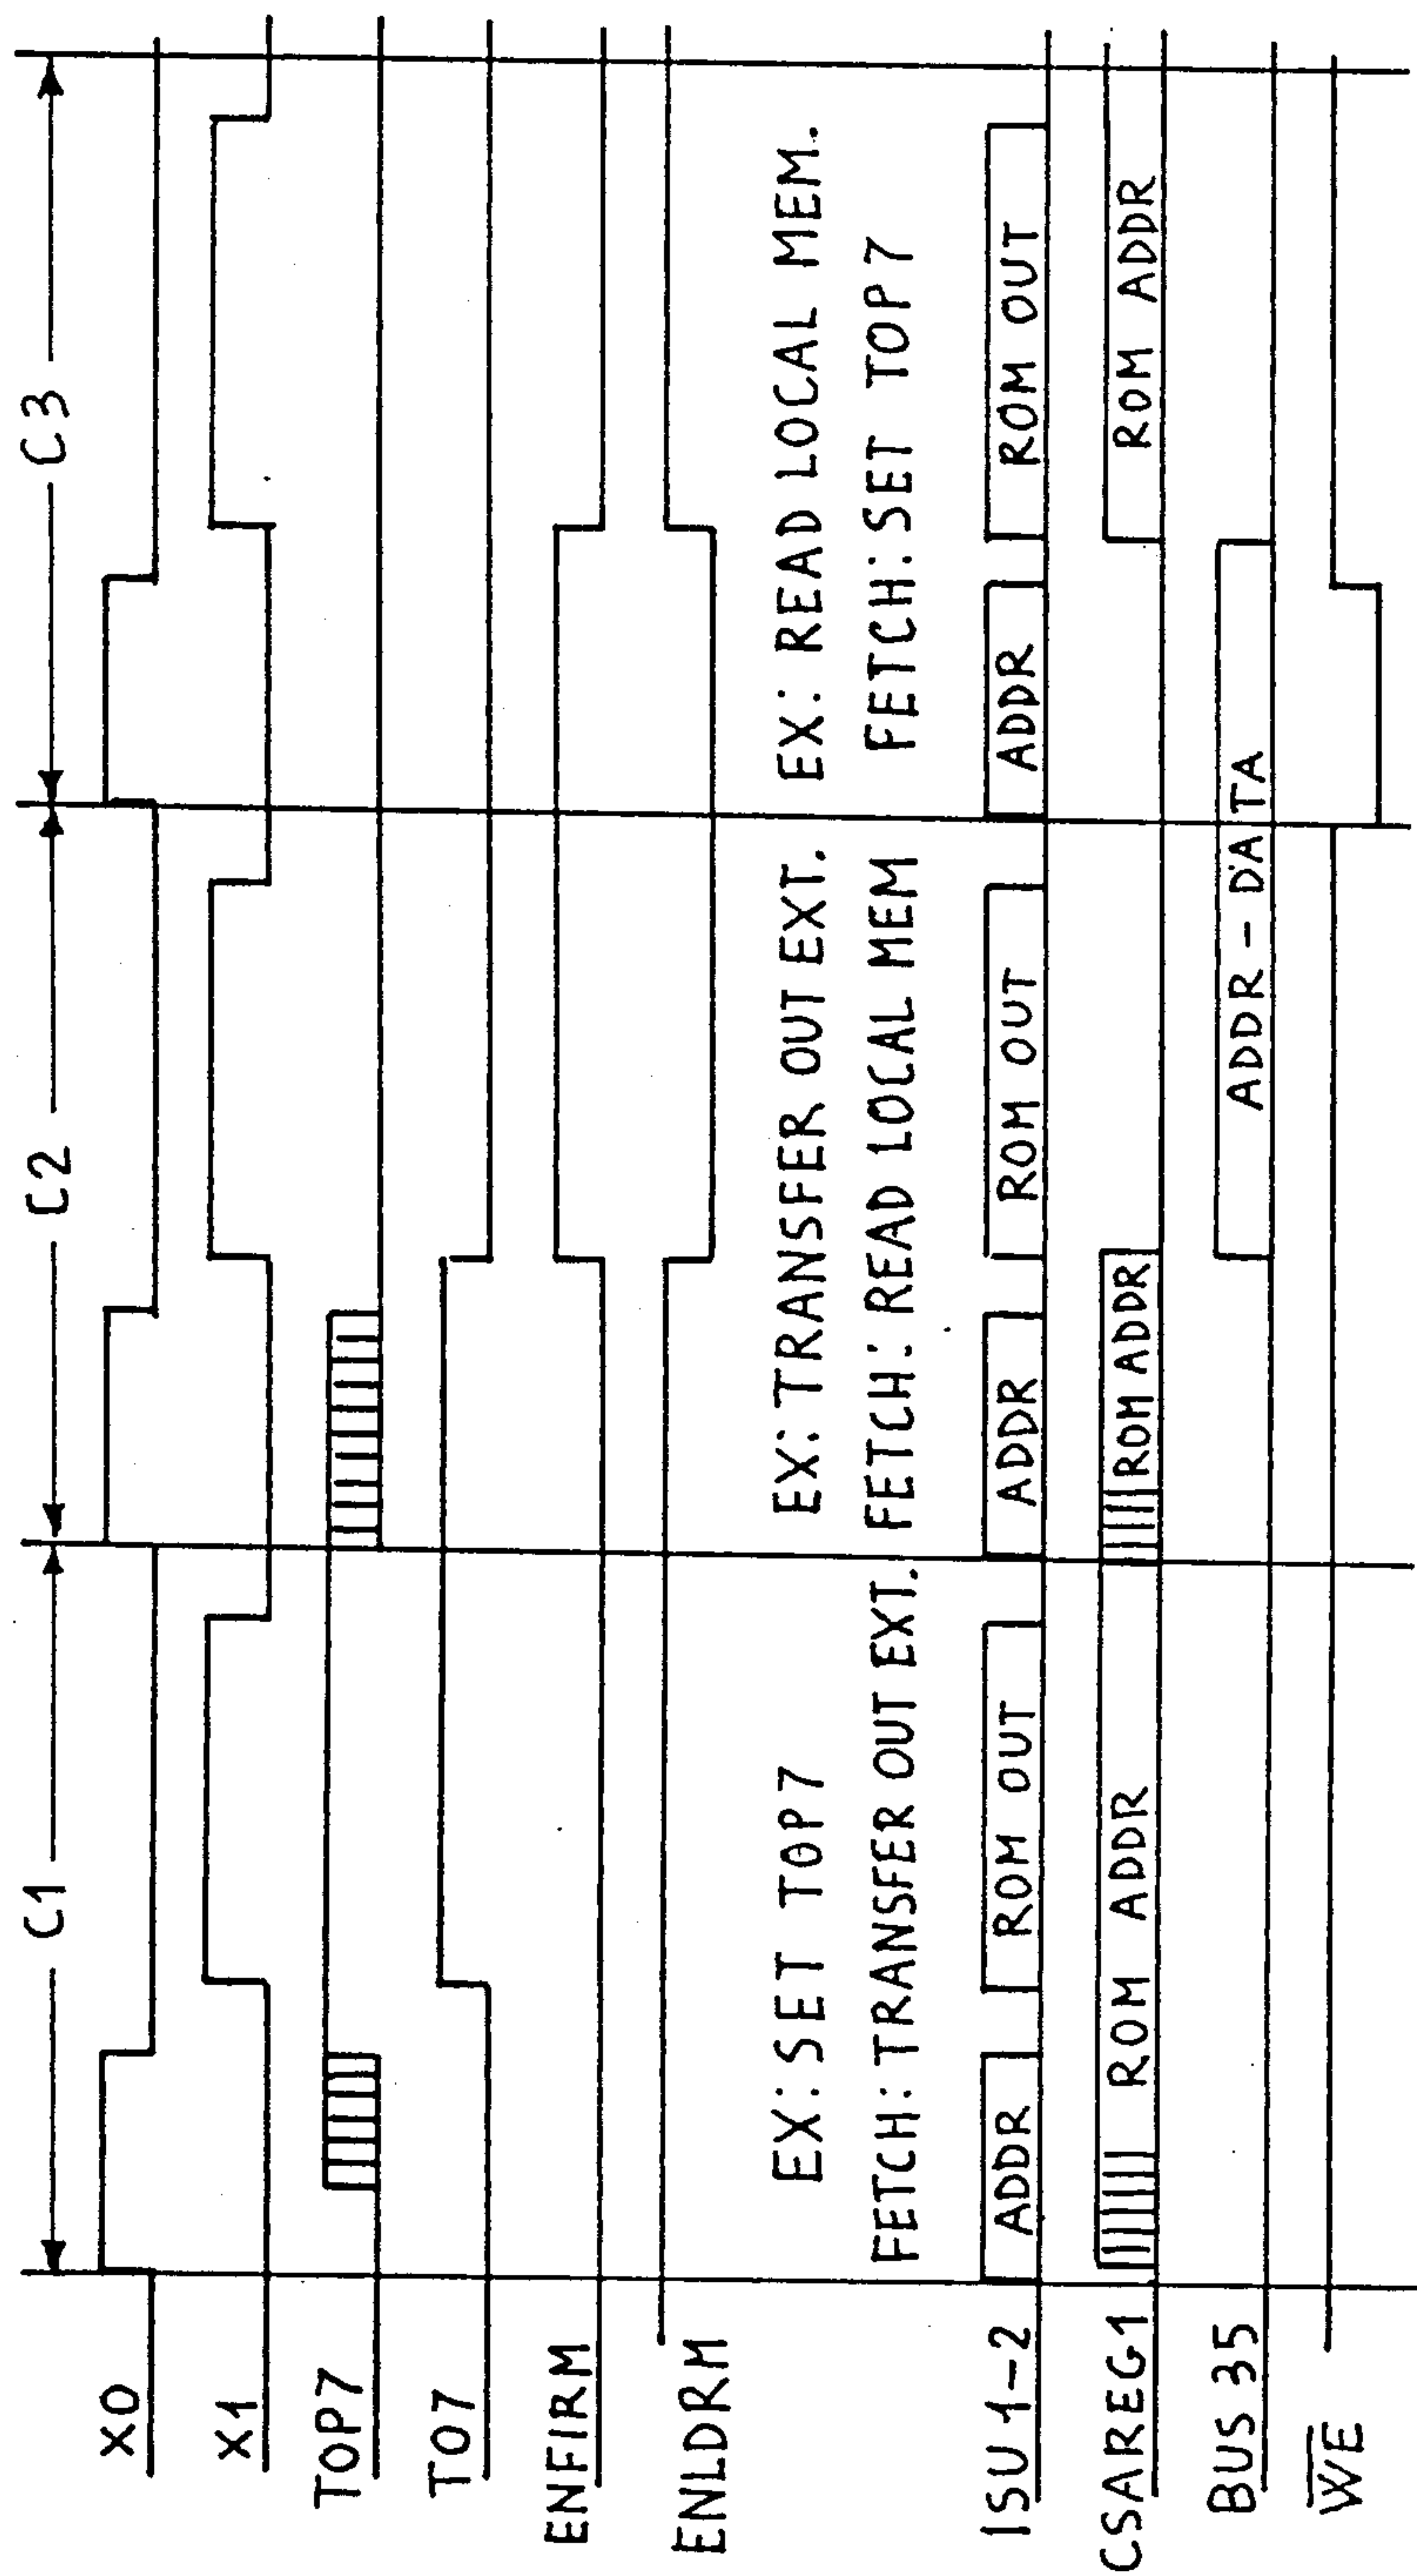 C1
C2
C3
X0
X1
TOP7
TO7
ENFIRM
ENLDRM
EX: SET TOP7
EX: TRANSFER OUT EXT.
EX: READ LOCAL MEM.
FETCH: TRANSFER OUT EXT.
FETCH: READ LOCAL MEM
FETCH: SET TOP7
ISU 1-2
ADDR
ROM OUT
ADDR
ROM OUT
ADDR
ROM OUT
CSAREG1
ROM ADDR
ROM ADDR
ROM ADDR
BUS 35
ADDR-DATA
W̅E̅